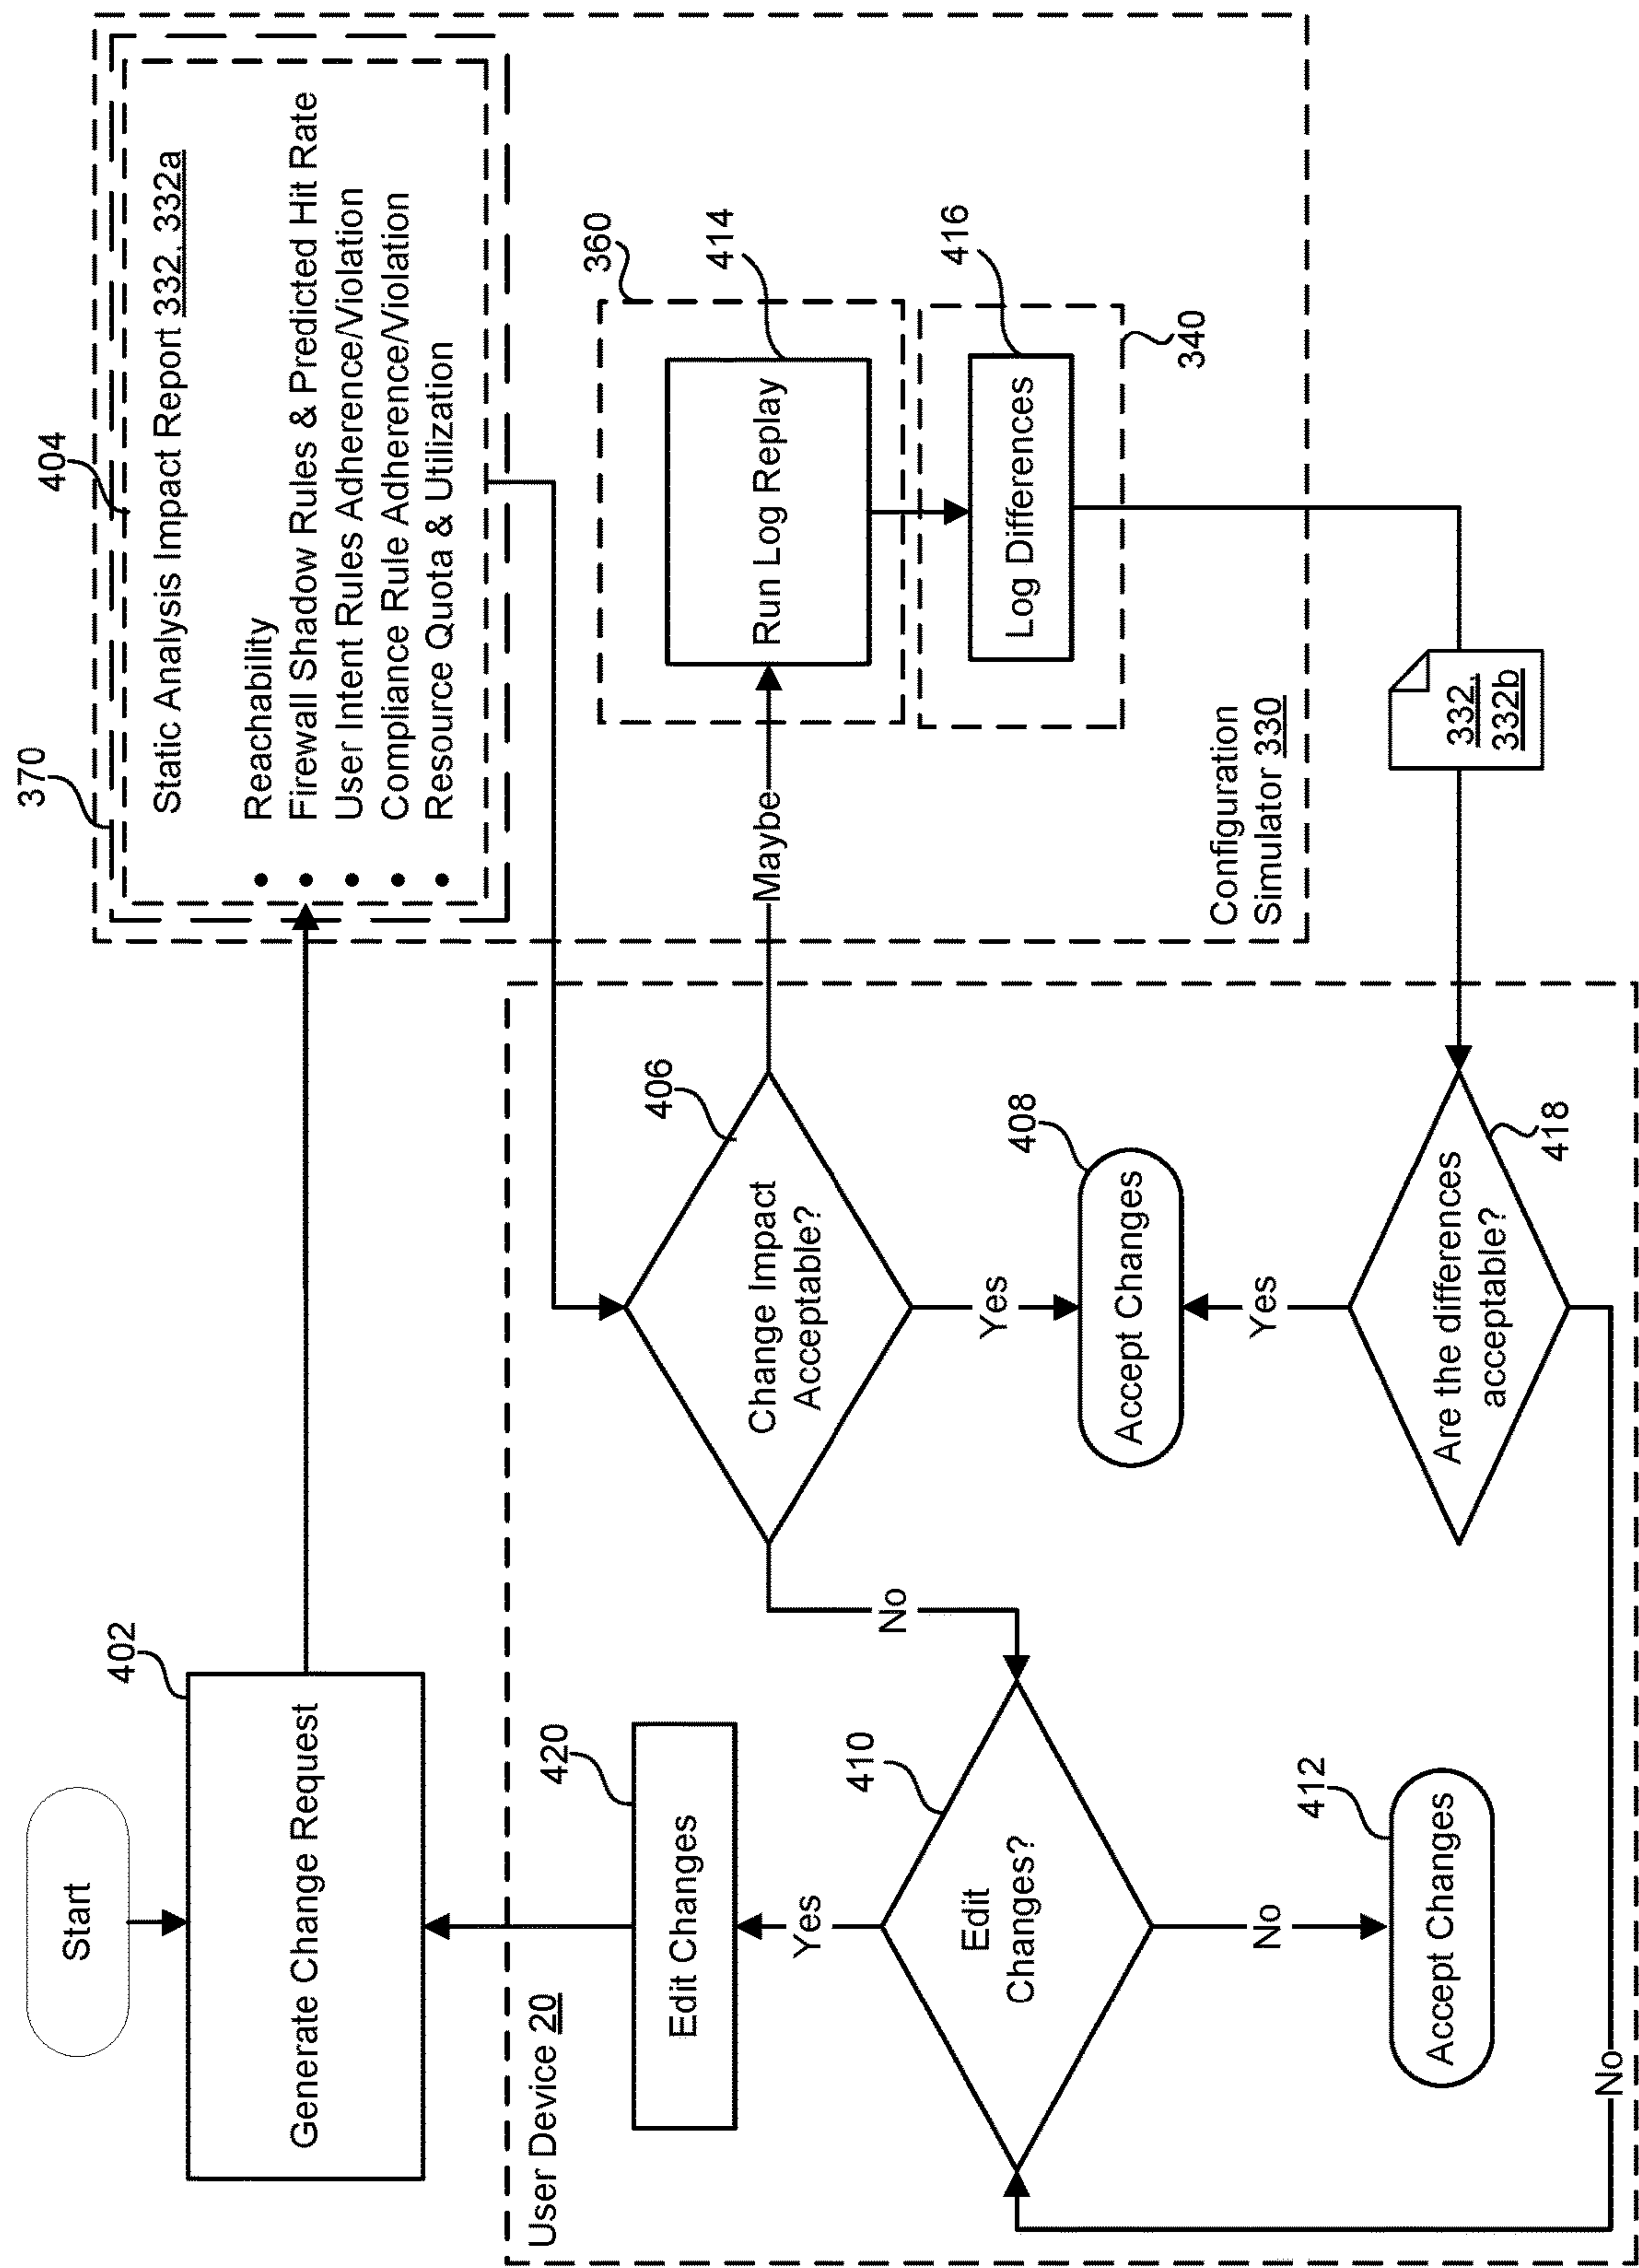 Start
402
Generate Change Request
370
404
Static Analysis Impact Report 332, 332a
• Reachability
• Firewall Shadow Rules & Predicted Hit Rate
• User Intent Rules Adherence/Violation
• Compliance Rule Adherence/Violation
• Resource Quota & Utilization
User Device 20
420
Edit Changes
Yes
410
Edit
Changes?
No
412
Accept Changes
No
406
Change Impact
Acceptable?
Yes
408
Accept Changes
Yes
Are the differences
acceptable?
418
No
Maybe
360
Run Log Replay
414
Log Differences
416
340
Configuration
Simulator 330
332,
332b